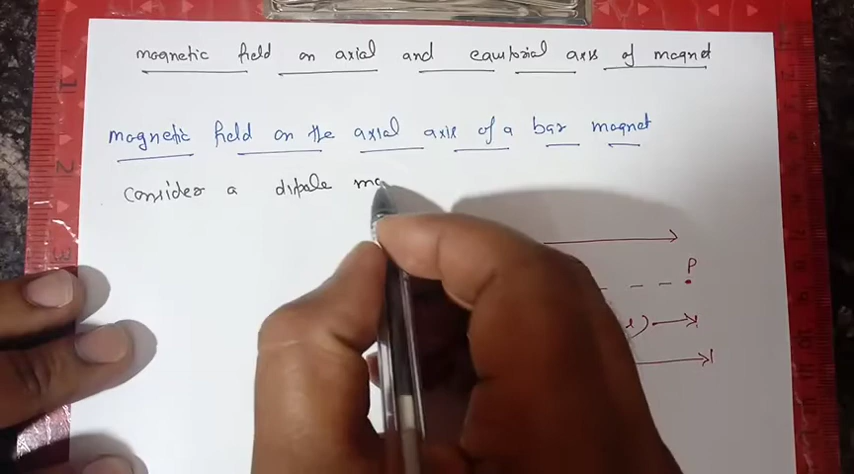 magnetic field on axial and equitorial axis of magnet
magnetic field on the axial axis of a bar magnet
Consider a dipole ma
P